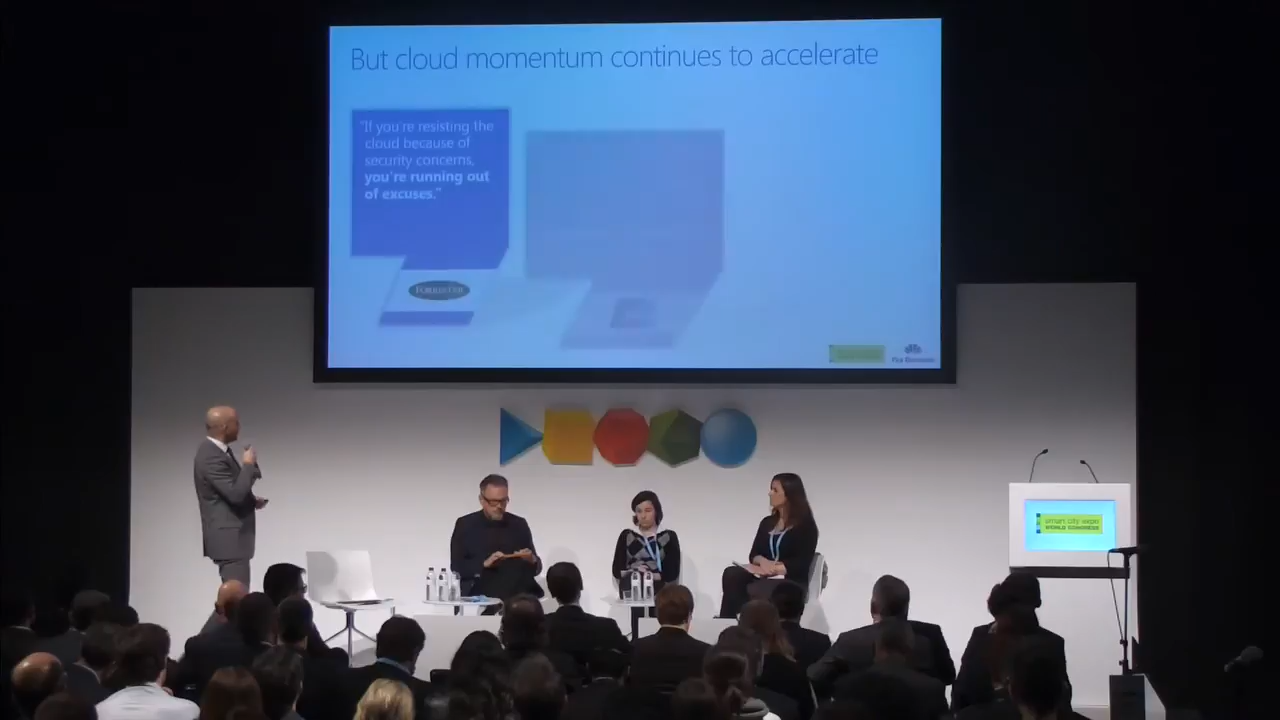 But cloud momentum continues to accelerate
"If you're resisting the
cloud because of
security concerns,
you're running out
of excuses."
FORRESTER
smart city expo
WORLD CONGRESS